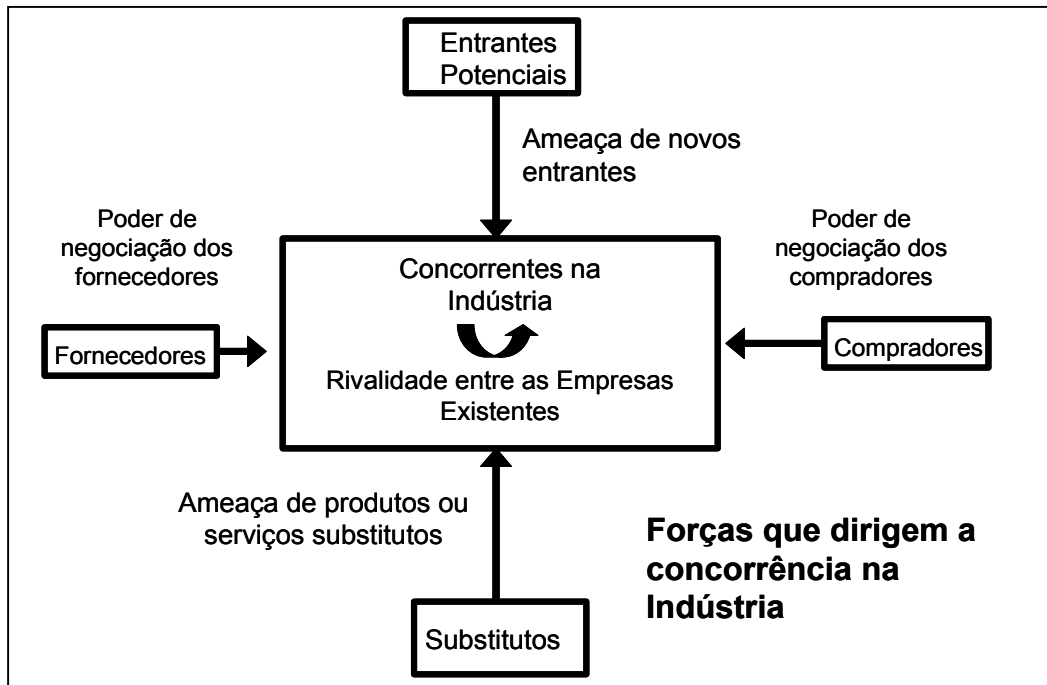 Entrantes
Potenciais
Ameaça de novos
entrantes
Poder de
negociação dos
fornecedores
Poder de
negociação dos
compradores
Concorrentes na
Indústria
Fornecedores
Compradores
Rivalidade entre as Empresas
Existentes
Ameaça de produtos ou
serviços substitutos
Forças que dirigem a
concorrência na
Indústria
Substitutos